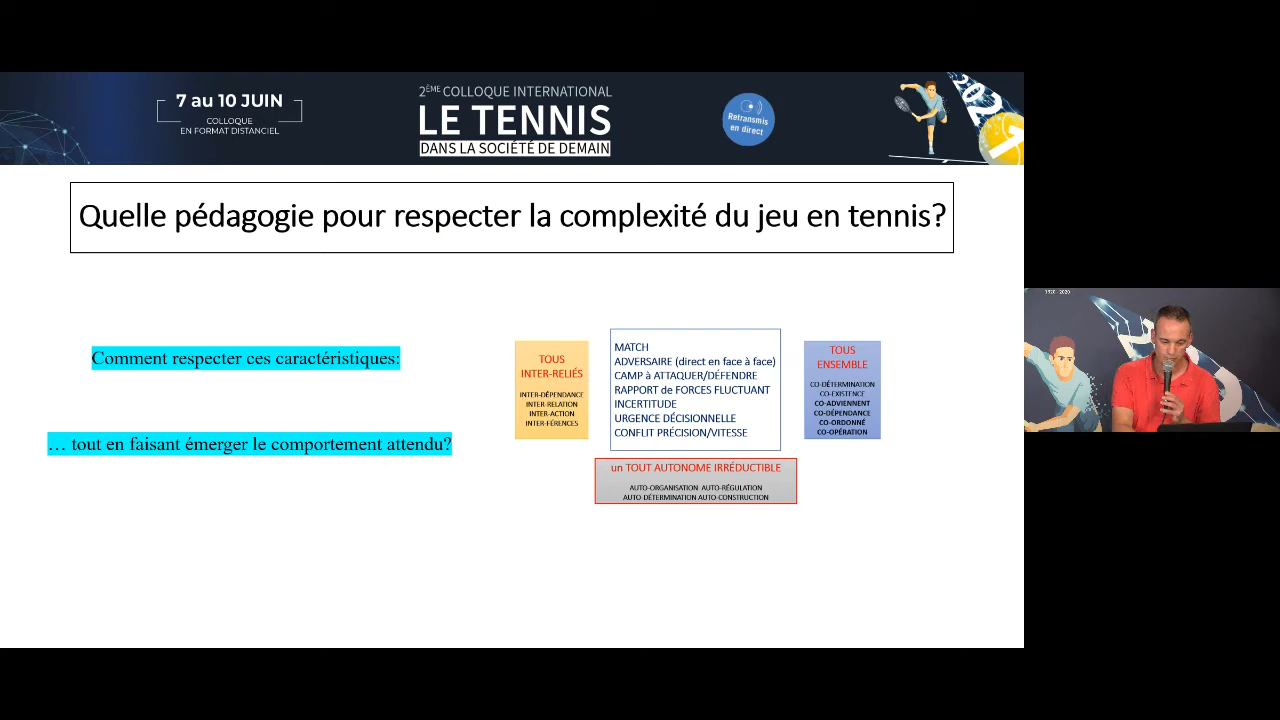 7 au 10 JUIN
COLLOQUE
EN FORMAT DISTANCIEL
2ÈME COLLOQUE INTERNATIONAL
LE TENNIS
DANS LA SOCIÉTÉ DE DEMAIN
Retransmis
en direct
2021
Quelle pédagogie pour respecter la complexité du jeu en tennis?
Comment respecter ces caractéristiques:
… tout en faisant émerger le comportement attendu?
TOUS
INTER-RELIÉS
INTER-DÉPENDANCE
INTER-RELATION
INTER-ACTION
INTER-FÉRENCES
MATCH
ADVERSAIRE (direct en face à face)
CAMP à ATTAQUER/DÉFENDRE
RAPPORT de FORCES FLUCTUANT
INCERTITUDE
URGENCE DÉCISIONNELLE
CONFLIT PRÉCISION/VITESSE
TOUS
ENSEMBLE
CO-DÉTERMINATION
CO-EXISTENCE
CO-ADVIENNENT
CO-DÉPENDANCE
CO-ORDONNÉ
CO-OPÉRATION
un TOUT AUTONOME IRRÉDUCTIBLE
AUTO-ORGANISATION AUTO-RÉGULATION
AUTO-DÉTERMINATION AUTO-CONSTRUCTION
1920 - 2020